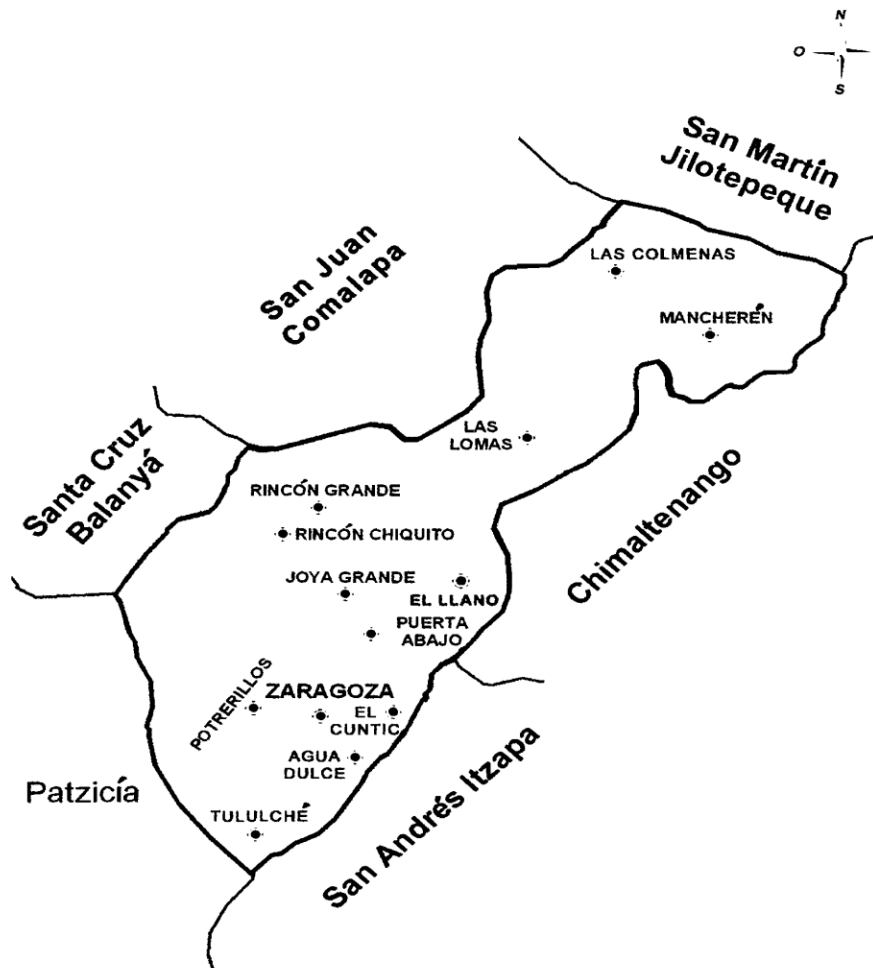 N
O
S
San Martín
Jilotepeque
San Juan
Comalapa
LAS COLMENAS
MANCHERÉN
LAS
LOMAS
Santa Cruz
Balanyá
RINCÓN GRANDE
RINCÓN CHIQUITO
Chimaltenango
JOYA GRANDE
EL LLANO
PUERTA
ABAJO
POTRERILLOS
ZARAGOZA
EL
CUNTIC
AGUA
DULCE
Patzicía
TULULCHÉ
San Andrés Itzapa